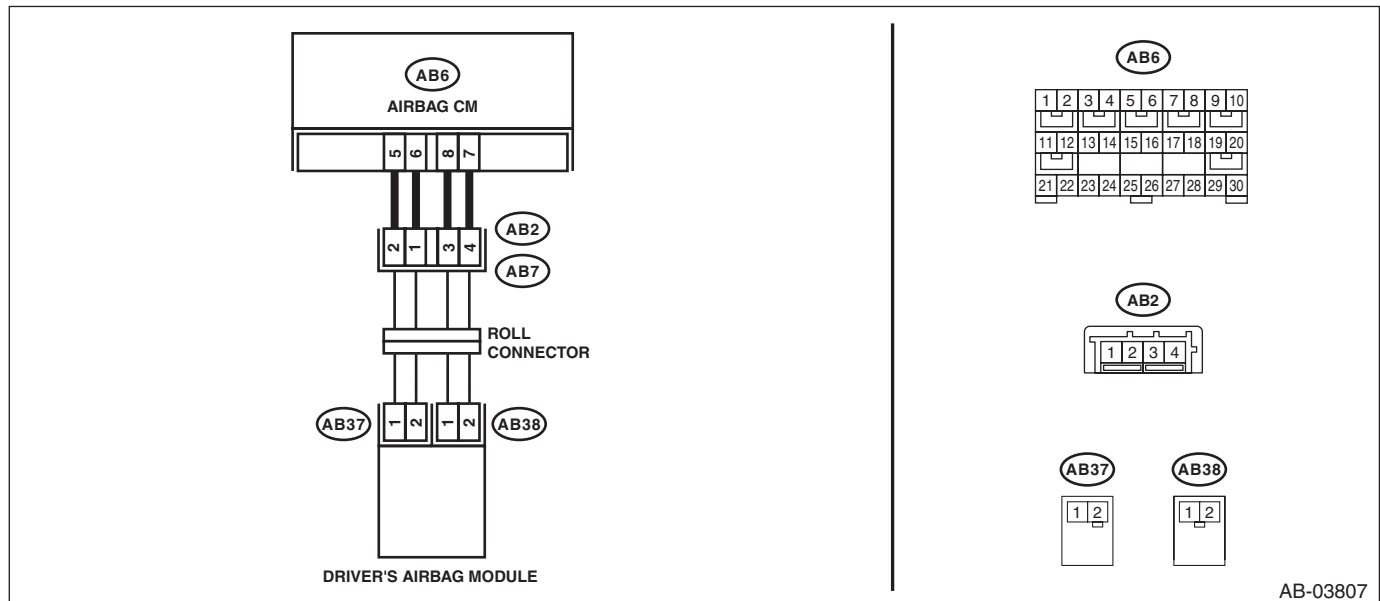 AB6
AIRBAG CM
5 6 8 7
2 1 3 4
AB2
AB7
ROLL
CONNECTOR
AB37
1 2 1 2
AB38
DRIVER'S AIRBAG MODULE
AB6
1 2 3 4 5 6 7 8 9 10
11 12 13 14 15 16 17 18 19 20
21 22 23 24 25 26 27 28 29 30
AB2
1 2 3 4
AB37
1 2
AB38
1 2
AB-03807